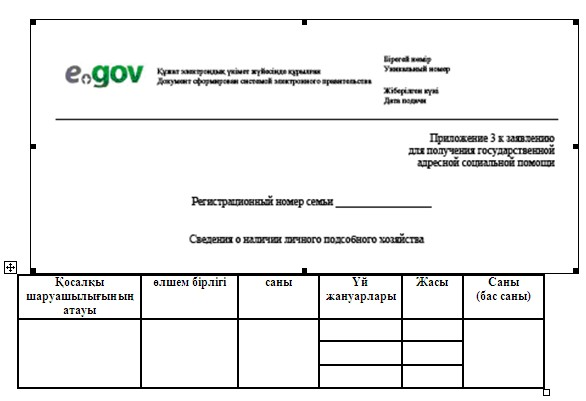 e.gov
Құжат электрондық үкімет жүйесінде құрылған
Документ сформирован системой электронного правительства
Бірегей нөмір
Уникальный номер
Жіберілген күні
Дата подачи
Приложение 3 к заявлению
для получения государственной
адресной социальной помощи
Регистрационный номер семьи _________________
Сведения о наличии личного подсобного хозяйства
Қосалқы
шаруашылығының
атауы
өлшем бірлігі
саны
Үй
жануарлары
Жасы
Саны
(бас саны)